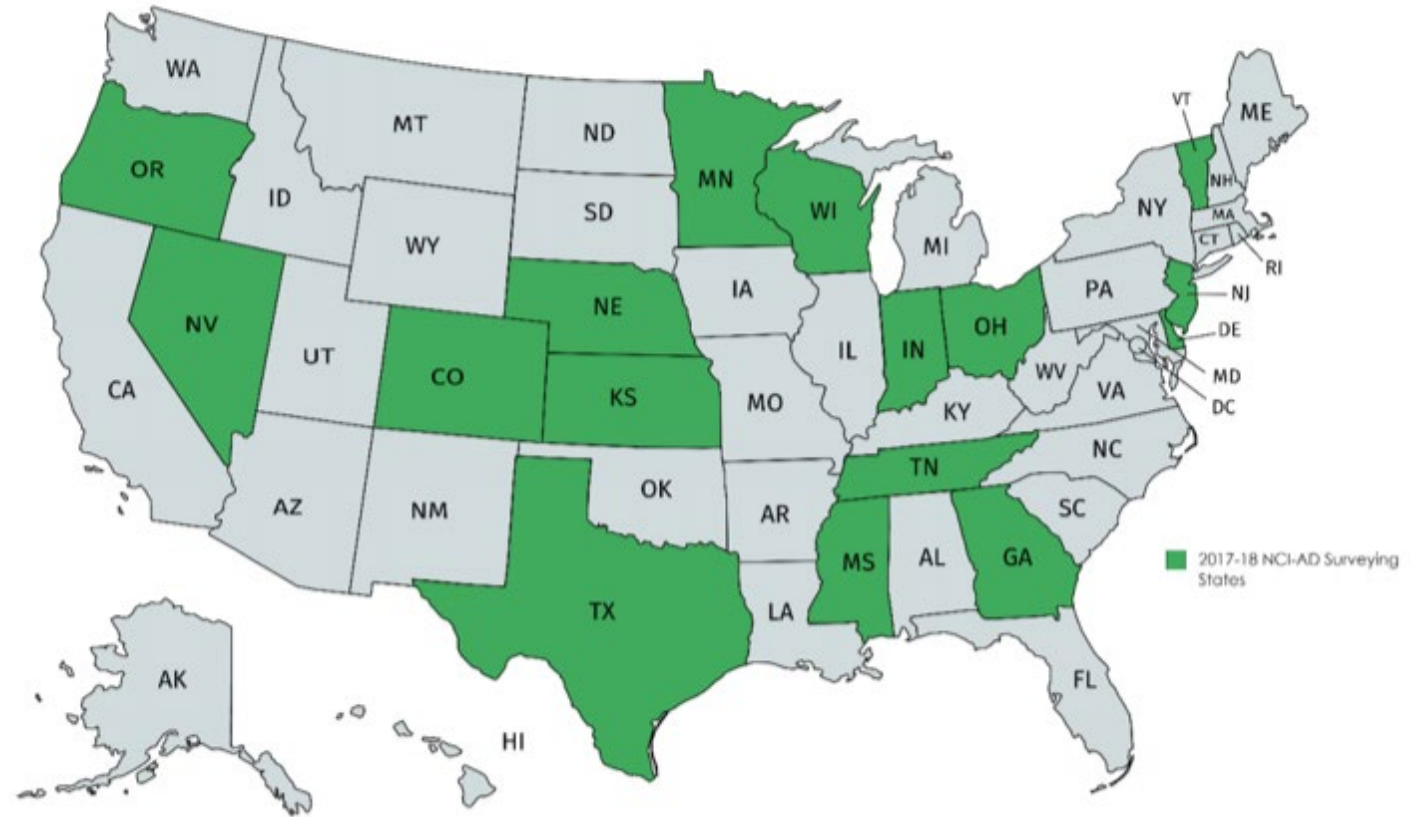 WA
MT
ND
MN
VT
ME
OR
ID
SD
WI
NH
WY
NY
MA
MI
CT
RI
IA
PA
NE
NJ
NV
OH
DE
UT
IL
IN
CO
WV
MD
CA
KS
MO
VA
DC
KY
NC
TN
OK
AZ
NM
AR
SC
MS
AL
GA
2017-18 NCI-AD Surveying
States
TX
LA
AK
FL
HI